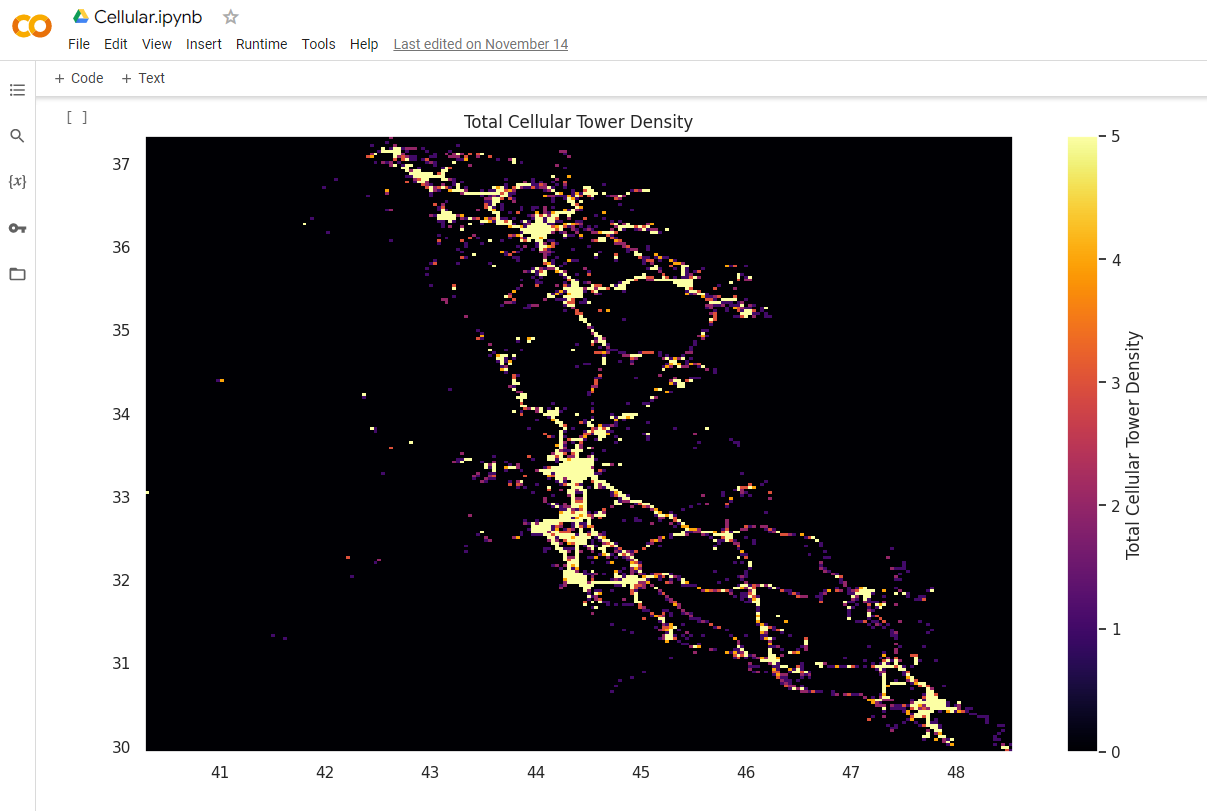 Cellular.ipynb
File Edit View Insert Runtime Tools Help Last edited on November 14
+ Code + Text
[ ]
{x}
Total Cellular Tower Density
37
36
35
34
33
32
31
30
41 42 43 44 45 46 47 48
5
4
3
2
1
0
Total Cellular Tower Density